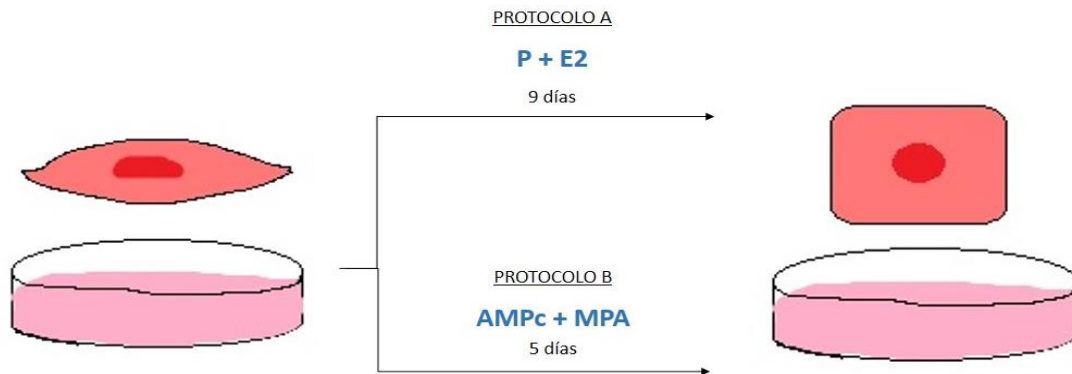 PROTOCOLO A
P + E2
9 días
PROTOCOLO B
AMPc + MPA
5 días